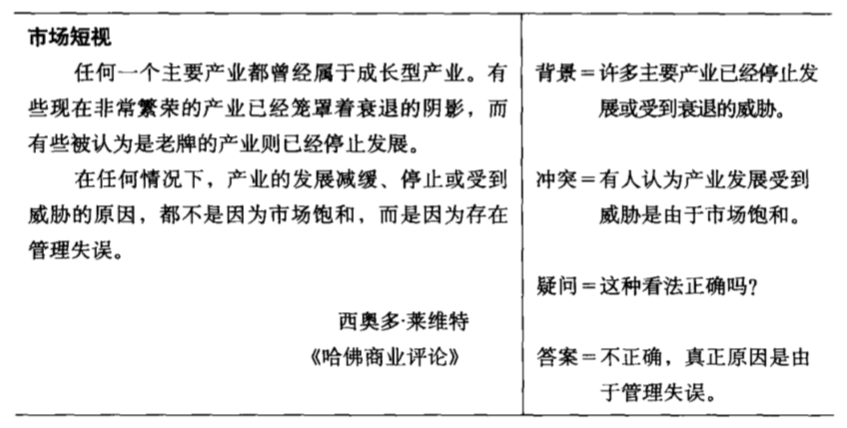 市场短视
任何一个主要产业都曾经属于成长型产业。有
些现在非常繁荣的产业已经笼罩着衰退的阴影，而
有些被认为是老牌的产业则已经停止发展。
在任何情况下，产业的发展减缓、停止或受到
威胁的原因，都不是因为市场饱和，而是因为存在
管理失误。
西奥多·莱维特
《哈佛商业评论》
背景＝许多主要产业已经停止发
展或受到衰退的威胁。
冲突＝有人认为产业发展受到
威胁是由于市场饱和。
疑问＝这种看法正确吗？
答案＝不正确，真正原因是由
于管理失误。